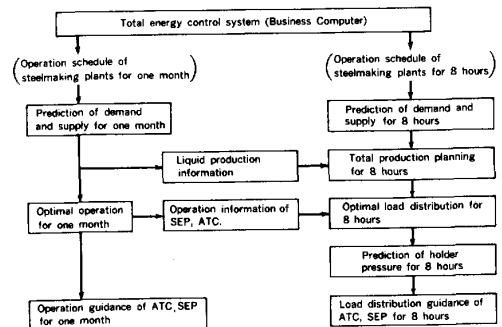 Total energy control system (Business Computer)
(Operation schedule of
steelmaking plants for one month)
(Operation schedule of
steelmaking plants for 8 hours)
Prediction of demand
and supply for one month
Prediction of demand and
supply for 8 hours
Liquid production
information
Total production planning
for 8 hours
Optimal operation
for one month
Operation information of
SEP, ATC.
Optimal load distribution for
8 hours
Prediction of holder
pressure for 8 hours
Operation guidance of ATC,SEP
for one month
Load distribution guidance of
ATC, SEP for 8 hours